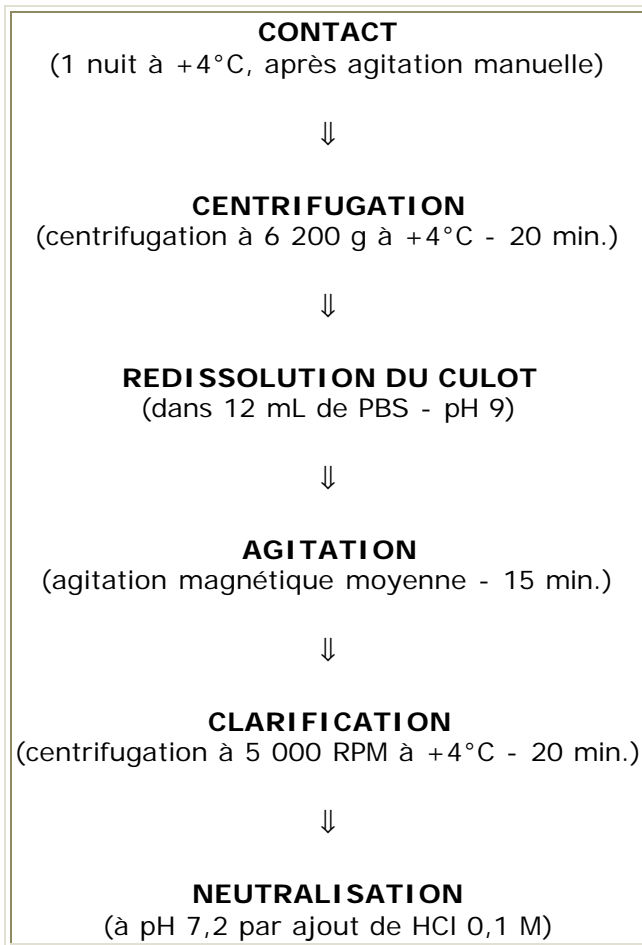 CONTACT
(1 nuit à +4°C, après agitation manuelle)
⇓
CENTRIFUGATION
(centrifugation à 6 200 g à +4°C - 20 min.)
⇓
REDISSOLUTION DU CULOT
(dans 12 mL de PBS - pH 9)
⇓
AGITATION
(agitation magnétique moyenne - 15 min.)
⇓
CLARIFICATION
(centrifugation à 5 000 RPM à +4°C - 20 min.)
⇓
NEUTRALISATION
(à pH 7,2 par ajout de HCl 0,1 M)